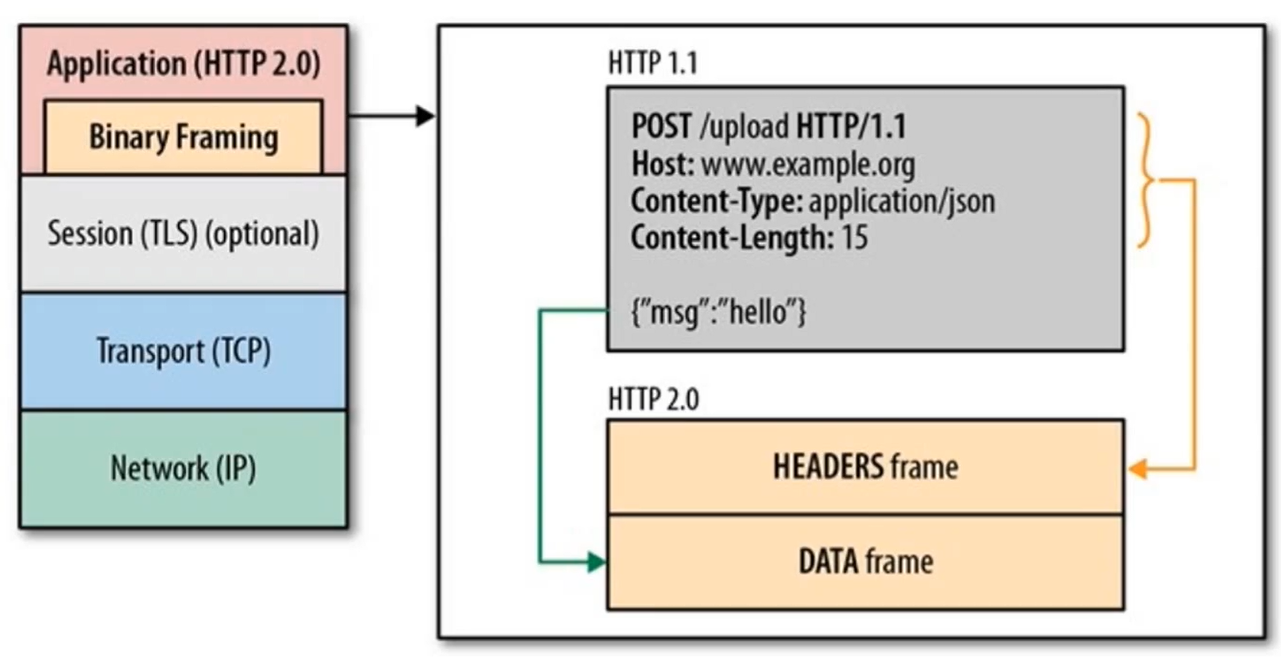 Application (HTTP 2.0)
Binary Framing
Session (TLS) (optional)
Transport (TCP)
Network (IP)
HTTP 1.1
POST /upload HTTP/1.1
Host: www.example.org
Content-Type: application/json
Content-Length: 15
{"msg":"hello"}
HTTP 2.0
HEADERS frame
DATA frame